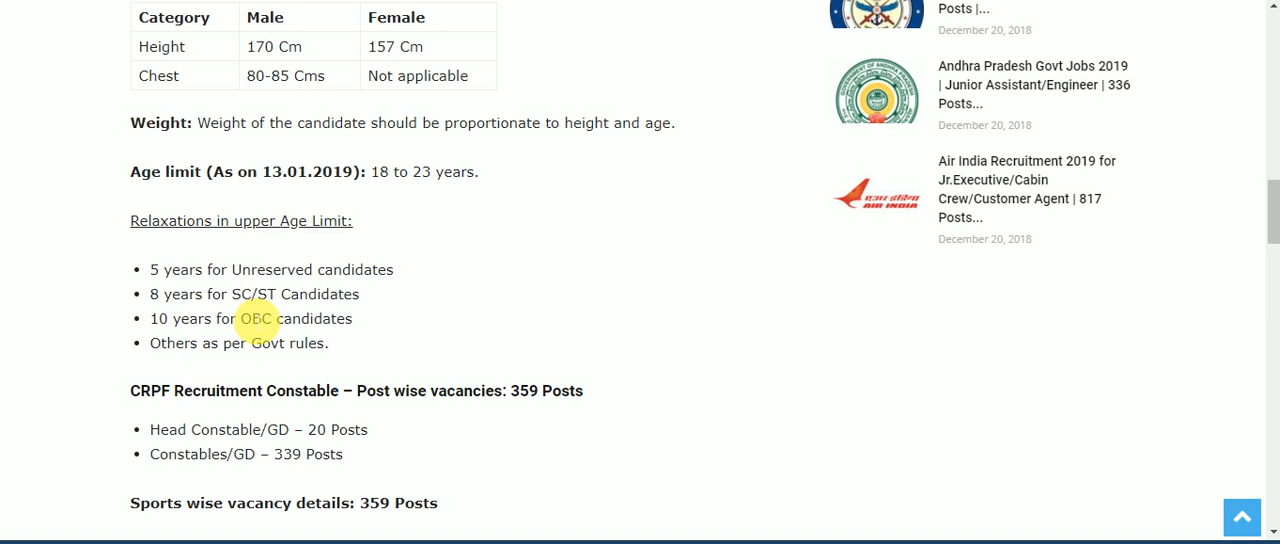 Category Male Female
Height 170 Cm 157 Cm
Chest 80-85 Cms Not applicable
Weight: Weight of the candidate should be proportionate to height and age.
Age limit (As on 13.01.2019): 18 to 23 years.
Relaxations in upper Age Limit:
• 5 years for Unreserved candidates
• 8 years for SC/ST Candidates
• 10 years for OBC candidates
• Others as per Govt rules.
CRPF Recruitment Constable – Post wise vacancies: 359 Posts
• Head Constable/GD – 20 Posts
• Constables/GD – 339 Posts
Sports wise vacancy details: 359 Posts
Posts |...
December 20, 2018
Andhra Pradesh Govt Jobs 2019
| Junior Assistant/Engineer | 336
Posts...
December 20, 2018
Air India Recruitment 2019 for
Jr.Executive/Cabin
Crew/Customer Agent | 817
Posts...
December 20, 2018
एअर इंडिया
AIR INDIA